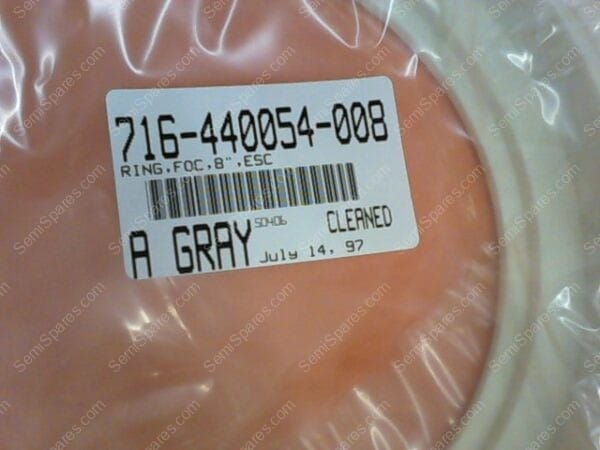 716-440054-008
RING,FOC,8",ESC
A GRAY SD406 CLEANED
July 14, 97
SemiSpares.com